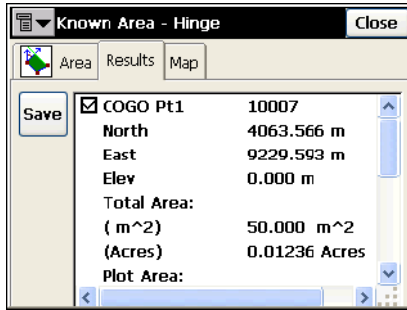 Known Area - Hinge Close
Area Results Map
Save
COGO Pt1 10007
North 4063.566 m
East 9229.593 m
Elev 0.000 m
Total Area:
( m^2) 50.000 m^2
(Acres) 0.01236 Acres
Plot Area: